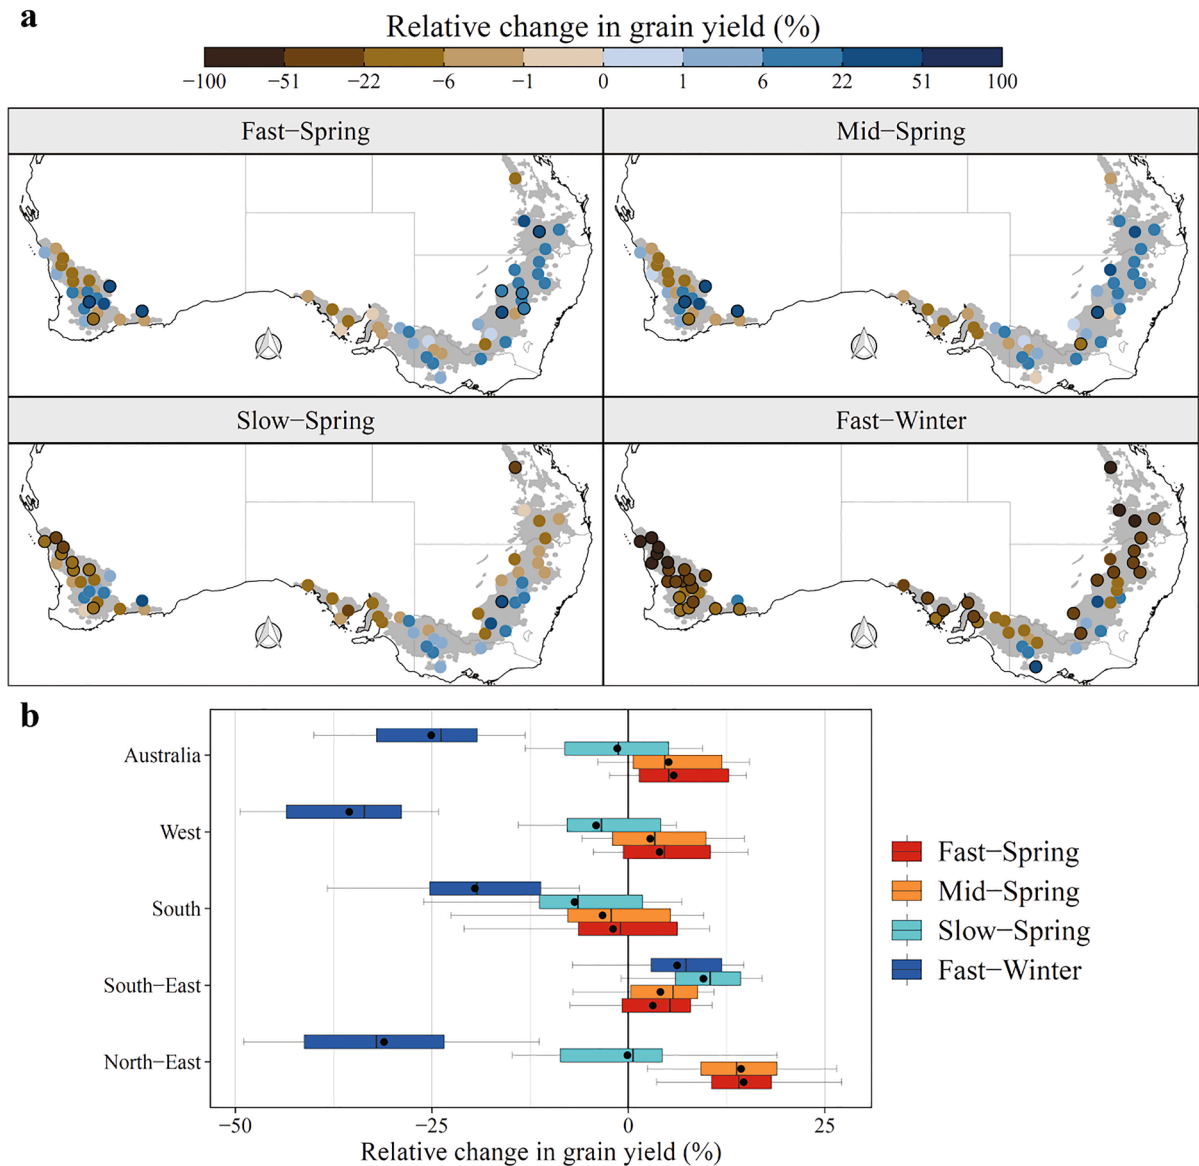 a
Relative change in grain yield (%)
−100 −51 −22 −6 −1 0 1 6 22 51 100
Fast−Spring
Mid−Spring
Slow−Spring
Fast−Winter
b
Australia
West
South
South−East
North−East
−50 −25 0 25
Relative change in grain yield (%)
Fast−Spring
Mid−Spring
Slow−Spring
Fast−Winter